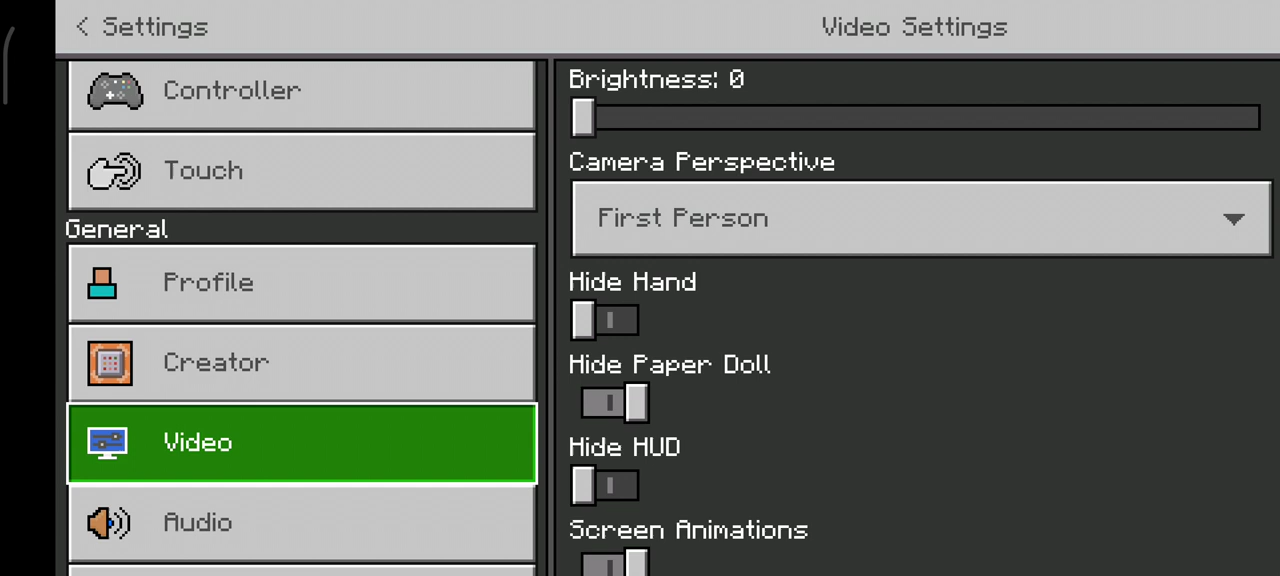 Settings
Video Settings
Controller
Touch
General
Profile
Creator
Video
Audio
Brightness: 0
Camera Perspective
First Person
Hide Hand
Hide Paper Doll
Hide HUD
Screen Animations